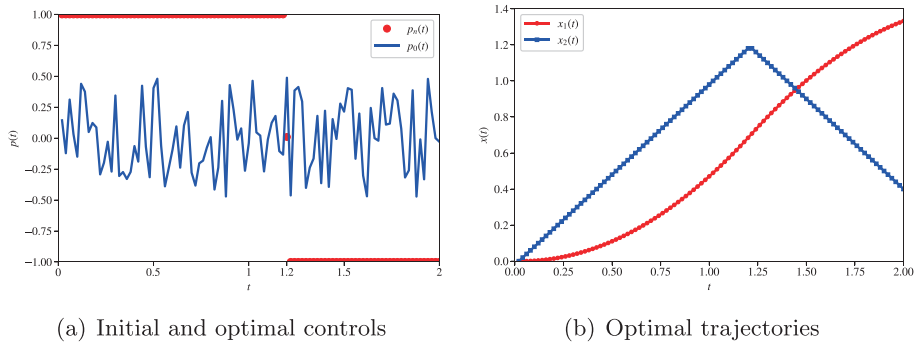 1.00
0.75
0.50
0.25
0.00
−0.25
−0.50
−0.75
−1.00
p(t)
pₙ(t)
p₀(t)
0 0.5 1 1.2 1.5 2
t
(a) Initial and optimal controls
1.2
1.0
0.8
0.6
0.4
0.2
0.0
x(t)
x₁(t)
x₂(t)
0.00 0.25 0.50 0.75 1.00 1.25 1.50 1.75 2.00
t
(b) Optimal trajectories